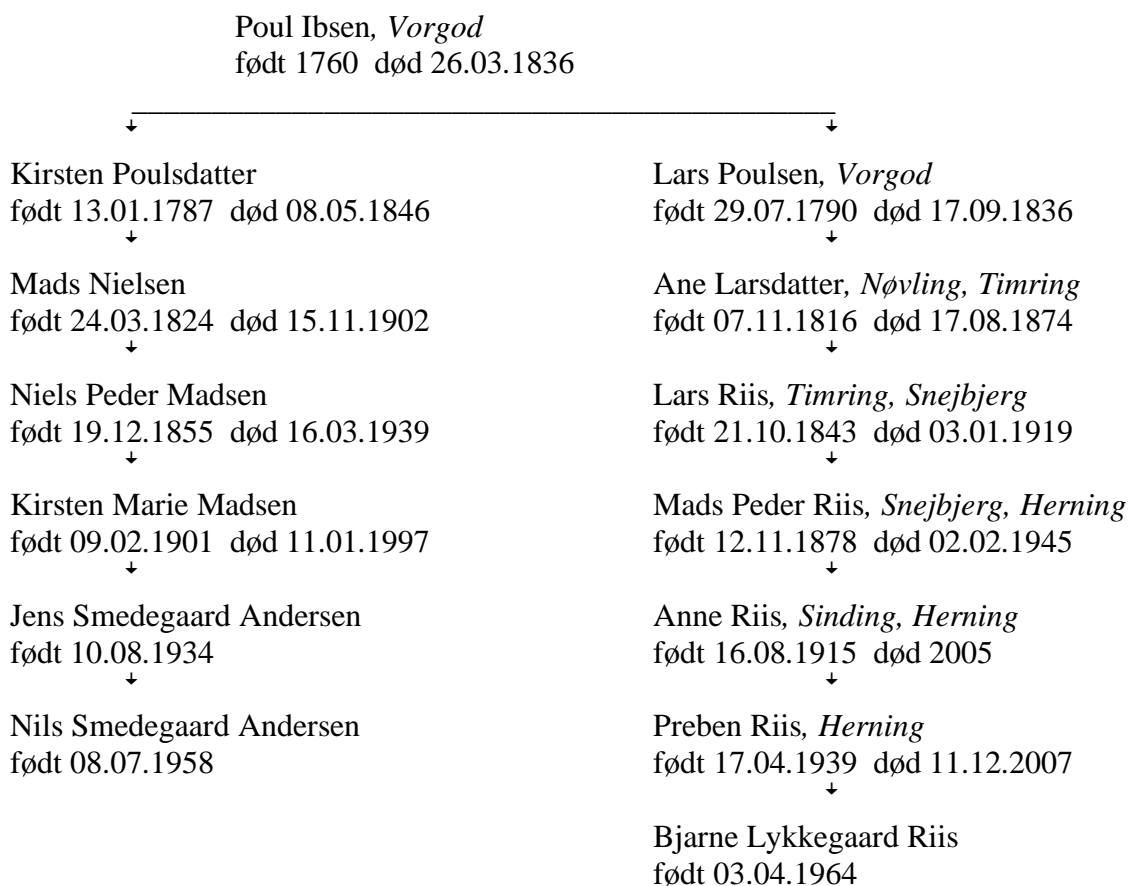 Poul Ibsen, Vorgod
født 1760 død 26.03.1836
Kirsten Poulsdatter
født 13.01.1787 død 08.05.1846
Mads Nielsen
født 24.03.1824 død 15.11.1902
Niels Peder Madsen
født 19.12.1855 død 16.03.1939
Kirsten Marie Madsen
født 09.02.1901 død 11.01.1997
Jens Smedegaard Andersen
født 10.08.1934
Nils Smedegaard Andersen
født 08.07.1958
Lars Poulsen, Vorgod
født 29.07.1790 død 17.09.1836
Ane Larsdatter, Nøvling, Timring
født 07.11.1816 død 17.08.1874
Lars Riis, Timring, Snejbjerg
født 21.10.1843 død 03.01.1919
Mads Peder Riis, Snejbjerg, Herning
født 12.11.1878 død 02.02.1945
Anne Riis, Sinding, Herning
født 16.08.1915 død 2005
Preben Riis, Herning
født 17.04.1939 død 11.12.2007
Bjarne Lykkegaard Riis
født 03.04.1964